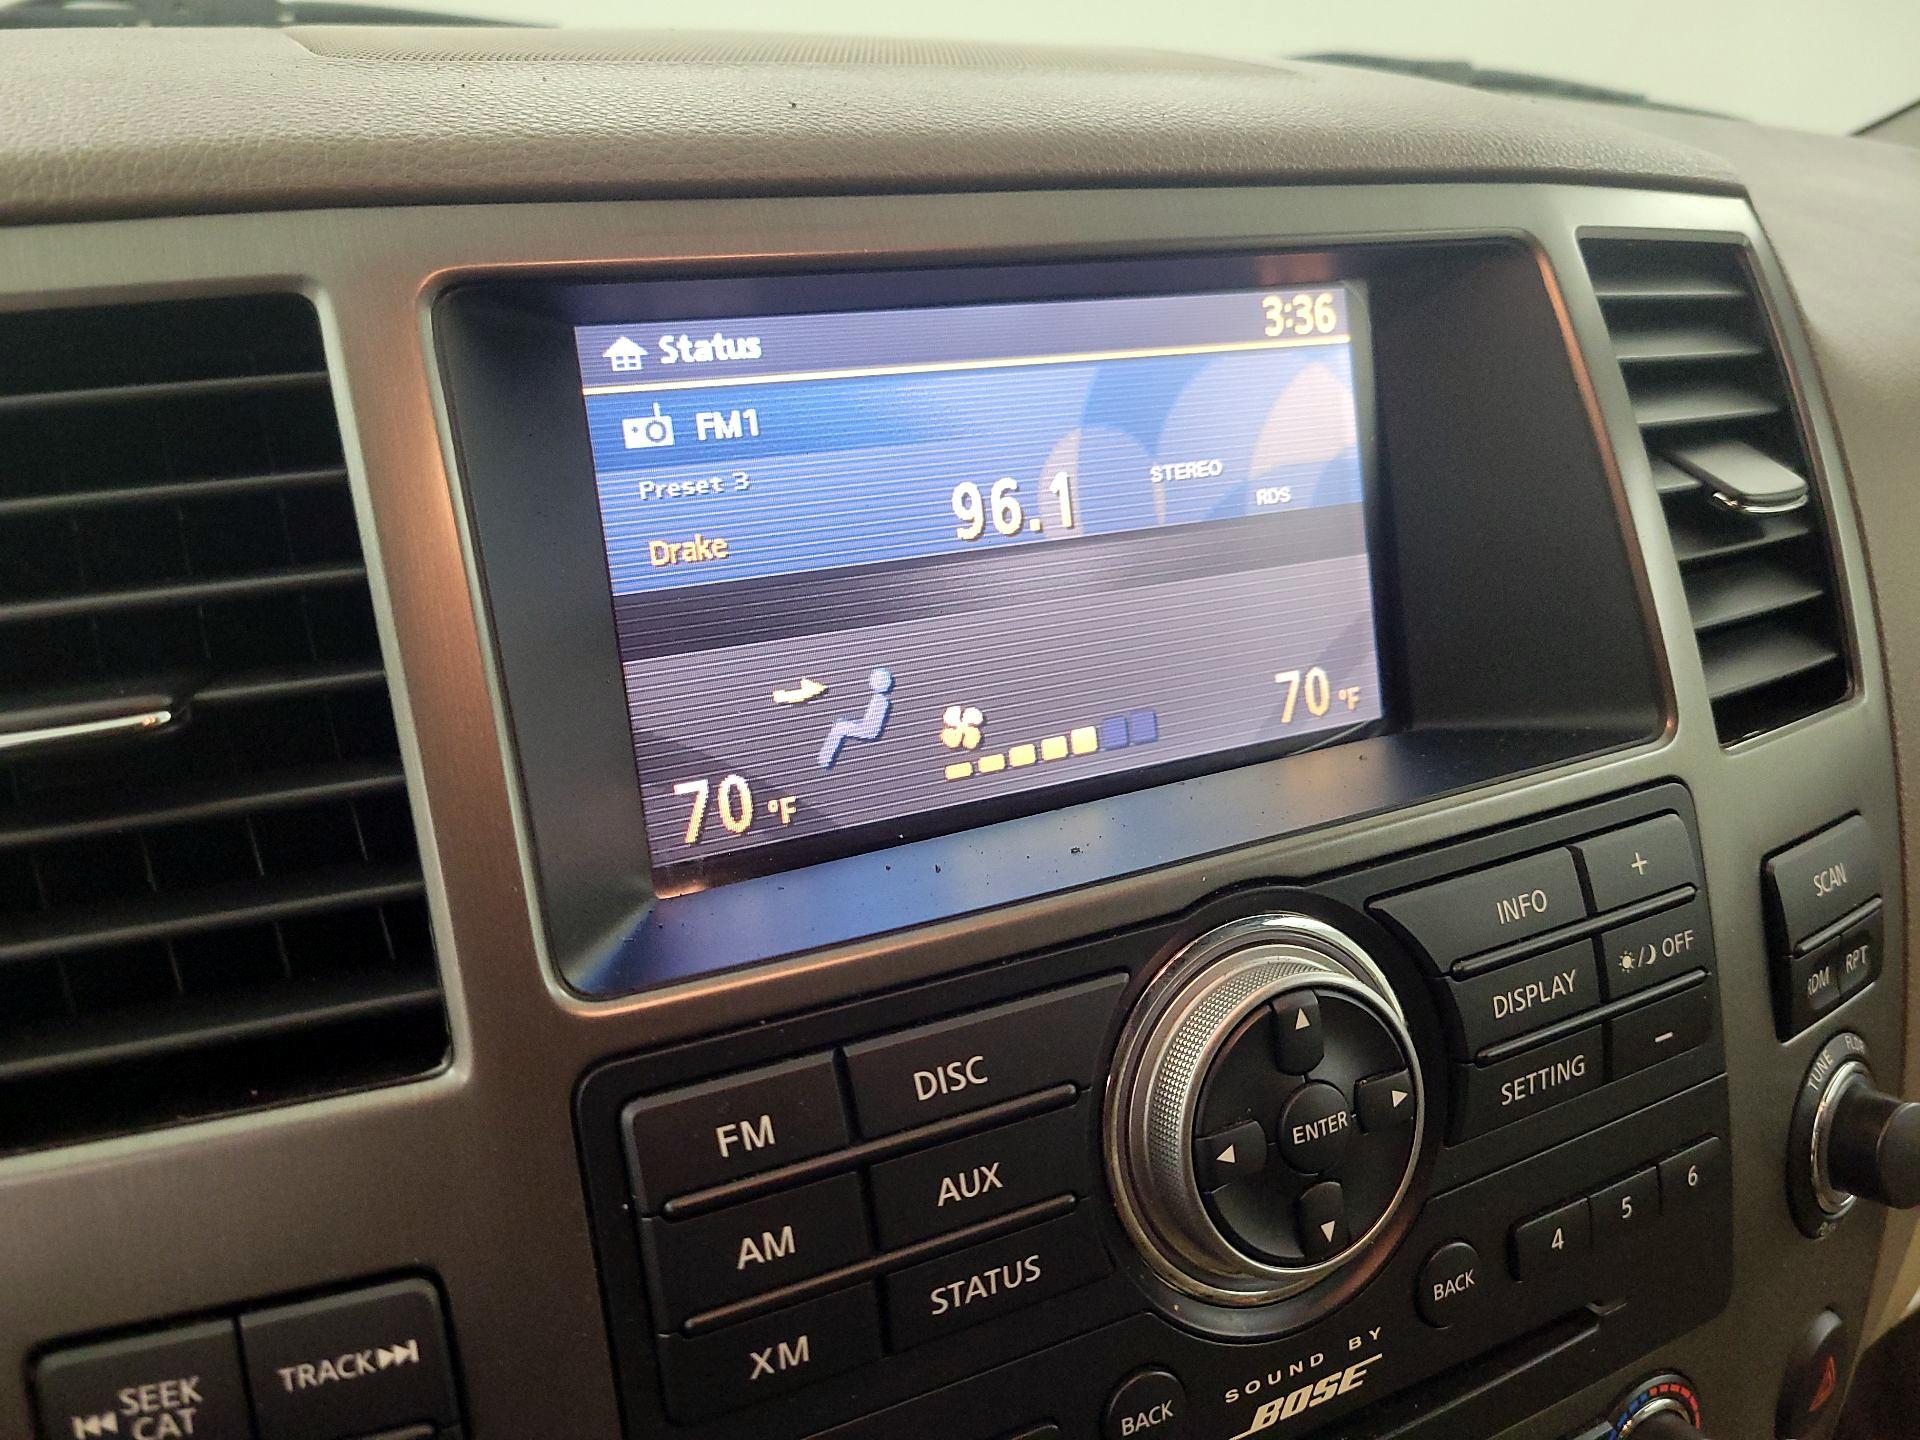 Status 3:36
FM1
Preset 3 96.1 STEREO
RDS
Drake
70 °F
70 °F
INFO +
DISPLAY OFF
SETTING −
SCAN
RDM RPT
TUNE
FM DISC
AM AUX
XM STATUS
ENTER
4 5 6
BACK
SEEK
CAT
TRACK
BACK
SOUND BY
BOSE